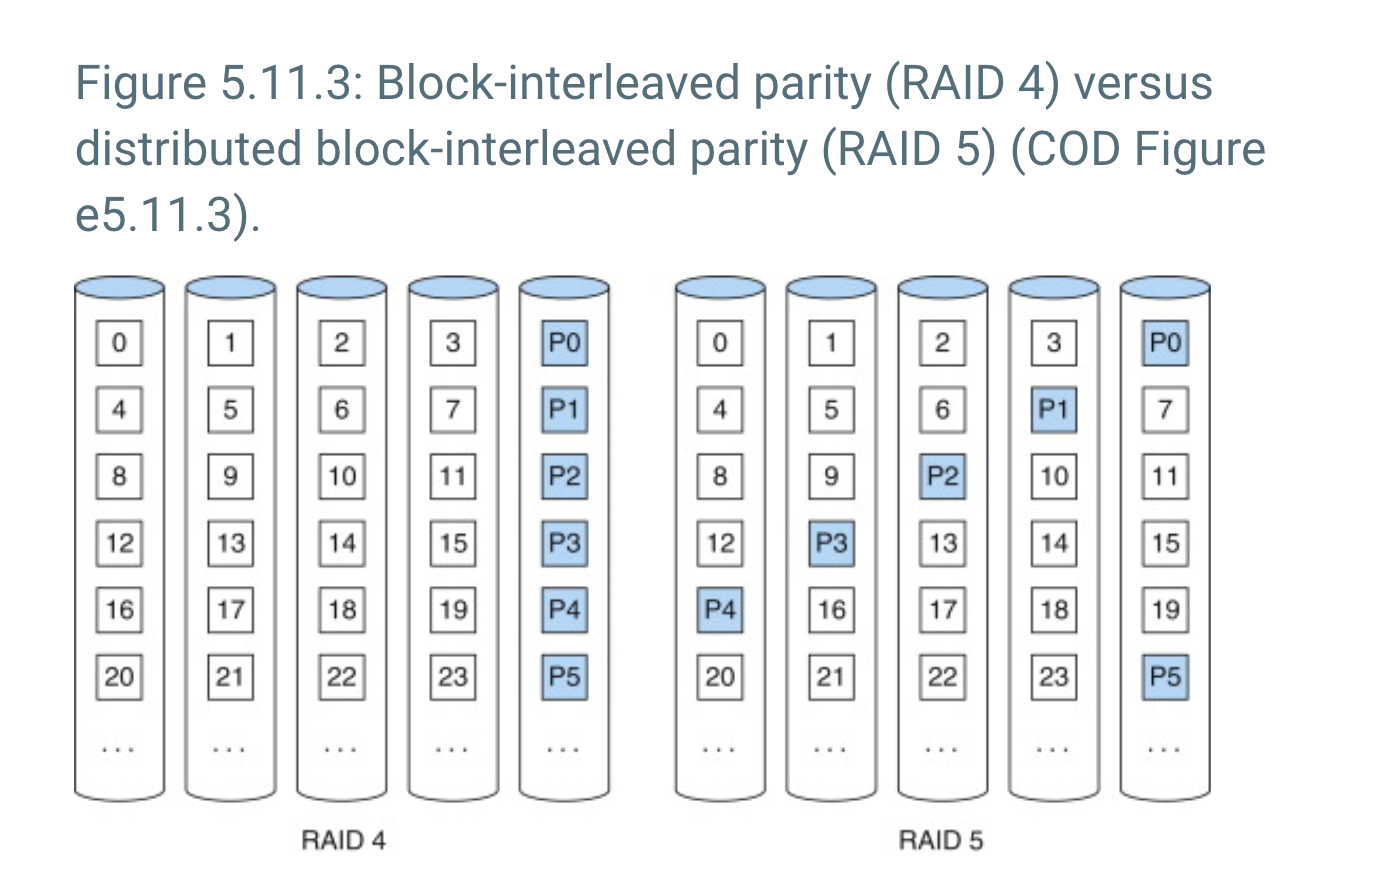 Figure 5.11.3: Block-interleaved parity (RAID 4) versus
distributed block-interleaved parity (RAID 5) (COD Figure
e5.11.3).
0 1 2 3 P0 0 1 2 3 P0
4 5 6 7 P1 4 5 6 P1 7
8 9 10 11 P2 8 9 P2 10 11
12 13 14 15 P3 12 P3 13 14 15
16 17 18 19 P4 P4 16 17 18 19
20 21 22 23 P5 20 21 22 23 P5
... ... ... ... ... ... ... ... ... ...
RAID 4 RAID 5